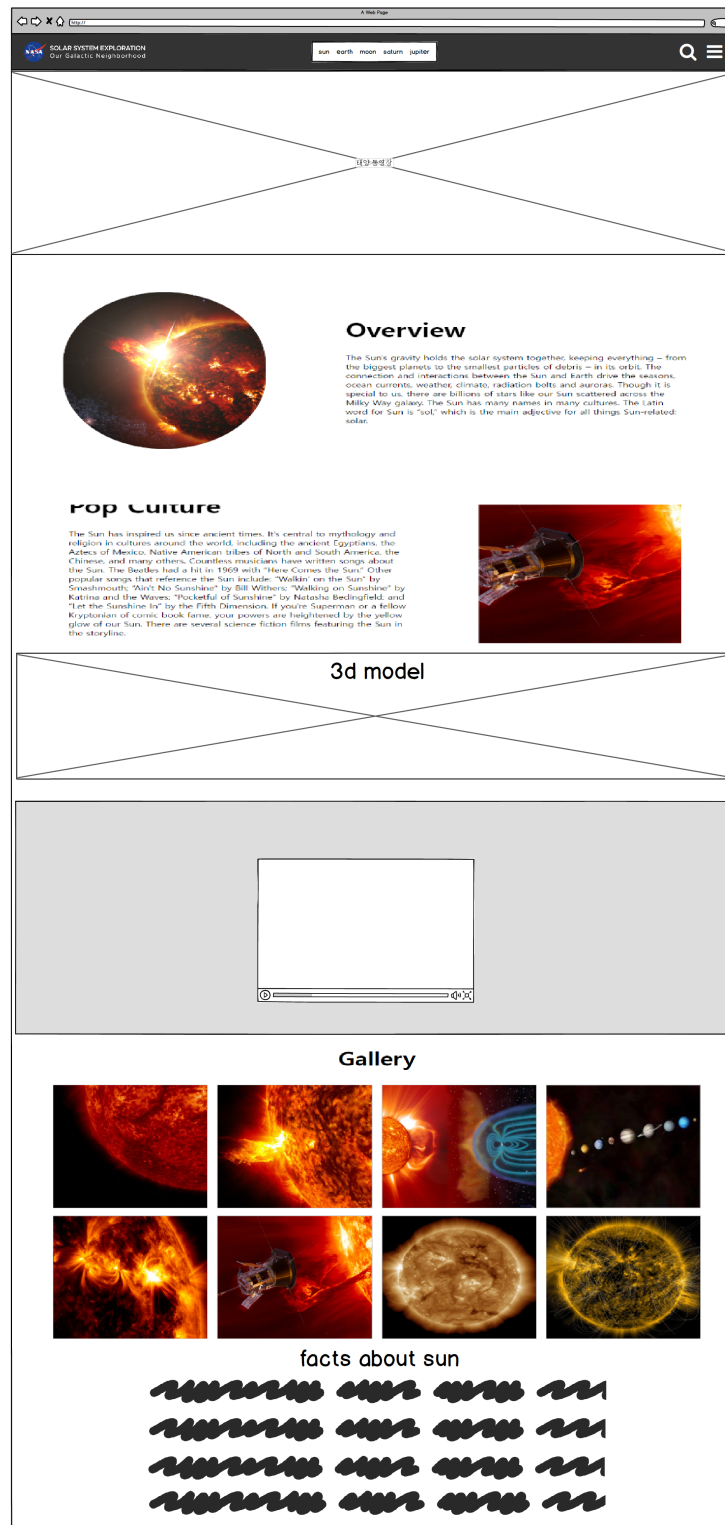 A Web Page
http://
NASA
SOLAR SYSTEM EXPLORATION
Our Galactic Neighborhood
sun earth moon saturn jupiter
태양 동영상
Overview
The Sun's gravity holds the solar system together, keeping everything – from
the biggest planets to the smallest particles of debris – in its orbit. The
connection and interactions between the Sun and Earth drive the seasons,
ocean currents, weather, climate, radiation belts and auroras. Though it is
special to us, there are billions of stars like our Sun scattered across the
Milky Way galaxy. The Sun has many names in many cultures. The Latin
word for Sun is "sol," which is the main adjective for all things Sun-related:
solar.
Pop Culture
The Sun has inspired us since ancient times. It's central to mythology and
religion in cultures around the world, including the ancient Egyptians, the
Aztecs of Mexico, Native American tribes of North and South America, the
Chinese, and many others. Countless musicians have written songs about
the Sun. The Beatles had a hit in 1969 with "Here Comes the Sun." Other
popular songs that reference the Sun include: "Walkin' on the Sun" by
Smashmouth; "Ain't No Sunshine" by Bill Withers; "Walking on Sunshine" by
Katrina and the Waves; "Pocketful of Sunshine" by Natasha Bedingfield; and
"Let the Sunshine In" by the Fifth Dimension. If you're Superman or a fellow
Kryptonian of comic book fame, your powers are heightened by the yellow
glow of our Sun. There are several science fiction films featuring the Sun in
the storyline.
3d model
Gallery
facts about sun